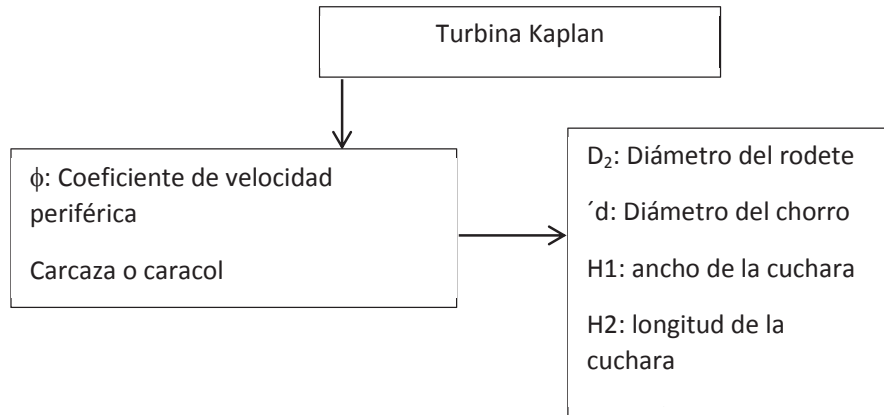 Turbina Kaplan
ϕ: Coeficiente de velocidad
periférica
Carcaza o caracol
D₂: Diámetro del rodete
´d: Diámetro del chorro
H1: ancho de la cuchara
H2: longitud de la
cuchara